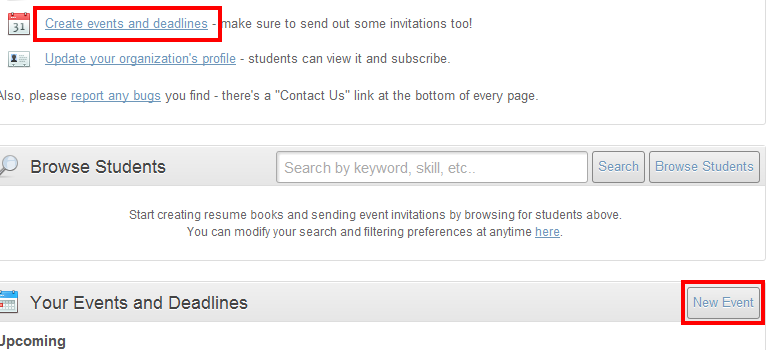 31 Create events and deadlines - make sure to send out some invitations too!
Update your organization's profile - students can view it and subscribe.
Also, please report any bugs you find - there's a "Contact Us" link at the bottom of every page.
Browse Students Search by keyword, skill, etc.. Search Browse Students
Start creating resume books and sending event invitations by browsing for students above.
You can modify your search and filtering preferences at anytime here.
Your Events and Deadlines New Event
Upcoming